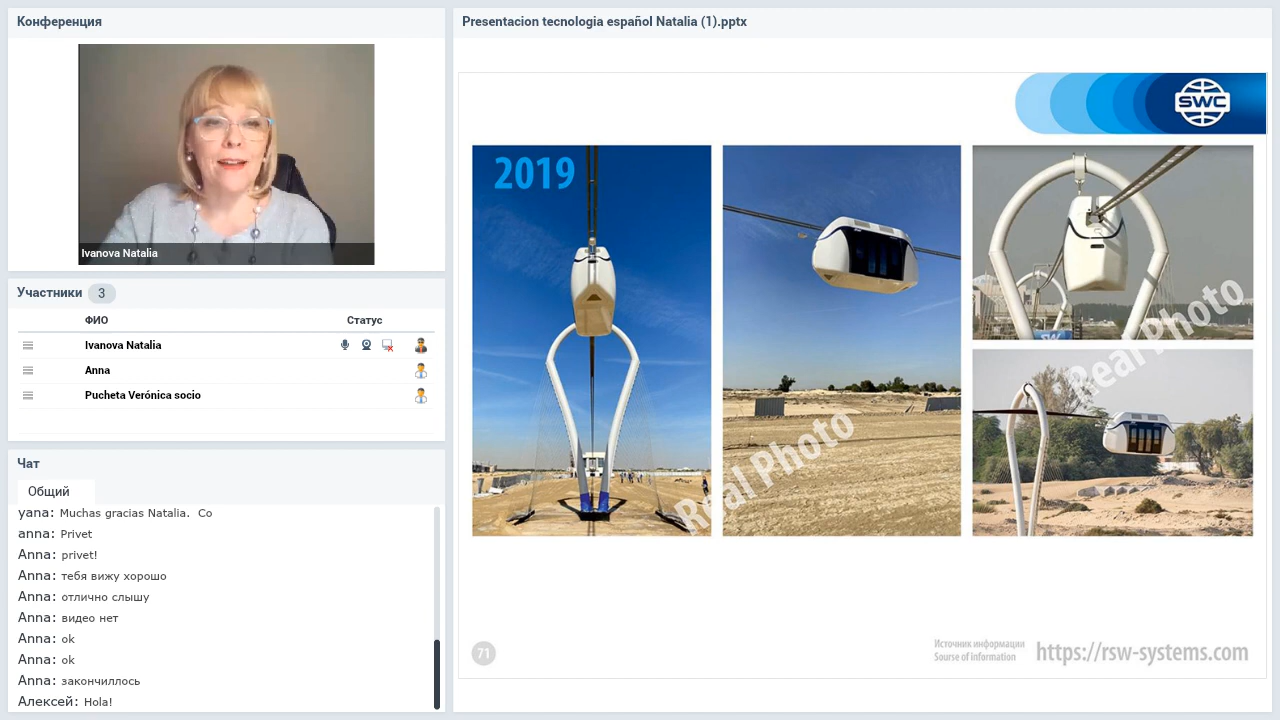 Конференция
Ivanova Natalia
Участники 3
ФИО Статус
Ivanova Natalia
Anna
Pucheta Verónica socio
Чат
Общий
yana: Muchas gracias Natalia. Co
anna: Privet
Anna: privet!
Anna: тебя вижу хорошо
Anna: отлично слышу
Anna: видео нет
Anna: ok
Anna: ok
Anna: закончиллось
Алексей: Hola!
Presentacion tecnologia español Natalia (1).pptx
SWC
2019
Real Photo
Real Photo
71
Источник информации
Sourse of information
https://rsw-systems.com